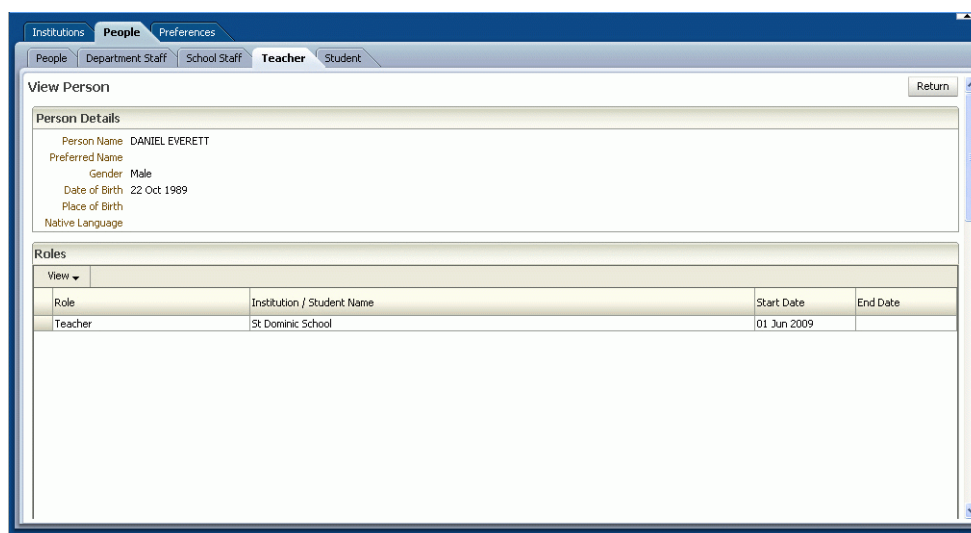 Institutions People Preferences
People Department Staff School Staff Teacher Student
View Person Return
Person Details
Person Name DANIEL EVERETT
Preferred Name
Gender Male
Date of Birth 22 Oct 1989
Place of Birth
Native Language
Roles
View
Role Institution / Student Name Start Date End Date
Teacher St Dominic School 01 Jun 2009